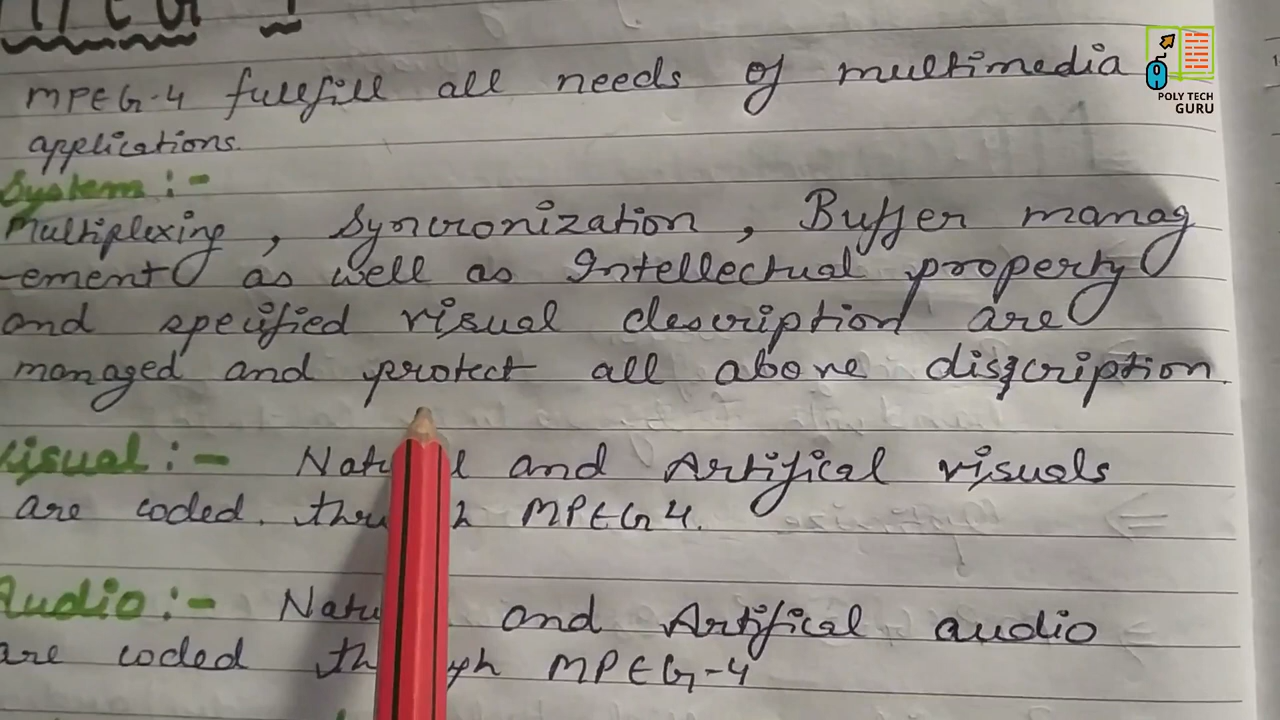 MPEG-4 fullfill all needs of multimedia
applications.
System :-
Multiplexing, Syncronization, Buffer manag
-ement as well as Intellectual property
and specified visual description are
managed and protect all above discription.
Visual :- and Artifical visuals
are coded. MPEG4.
Audio :- and Artifical audio
are coded MPEG-4
POLY TECH
GURU